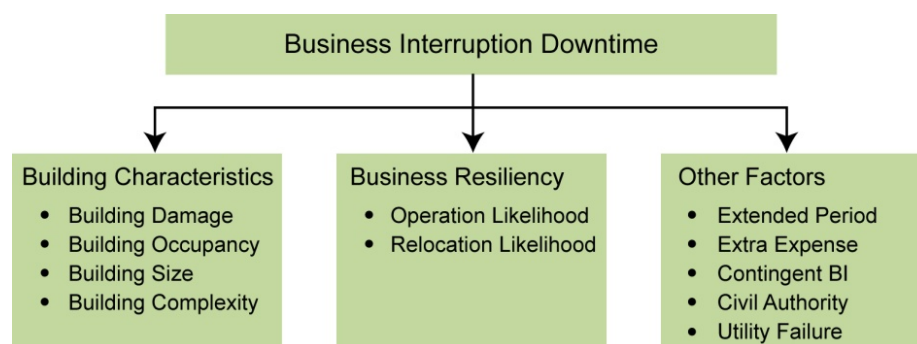 Business Interruption Downtime
Building Characteristics
• Building Damage
• Building Occupancy
• Building Size
• Building Complexity
Business Resiliency
• Operation Likelihood
• Relocation Likelihood
Other Factors
• Extended Period
• Extra Expense
• Contingent BI
• Civil Authority
• Utility Failure